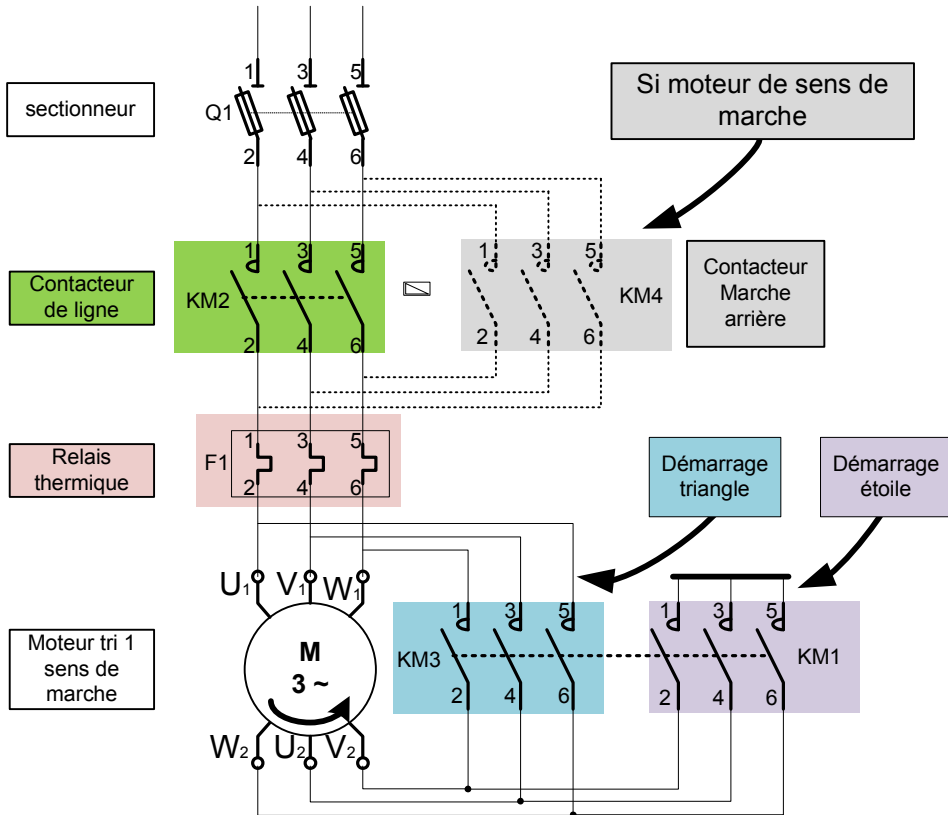 1 3 5
sectionneur
Q1
2 4 6
Si moteur de sens de
marche
1 3 5
1 3 5
Contacteur
de ligne
KM2
KM4
Contacteur
Marche
arrière
2 4 6
2 4 6
Relais
thermique
F1
1 3 5
2 4 6
Démarrage
triangle
Démarrage
étoile
U1 V1 W1
Moteur tri 1
sens de
marche
M
3 ~
1 3 5
KM3
2 4 6
1 3 5
KM1
2 4 6
W2 U2 V2